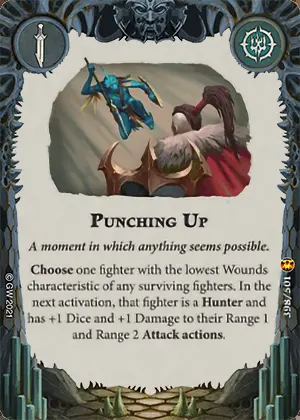 PUNCHING UP
A moment in which anything seems possible.
Choose one fighter with the lowest Wounds
characteristic of any surviving fighters. In the
next activation, that fighter is a Hunter and
has +1 Dice and +1 Damage to their Range 1
and Range 2 Attack actions.
© GW 2021
398/501